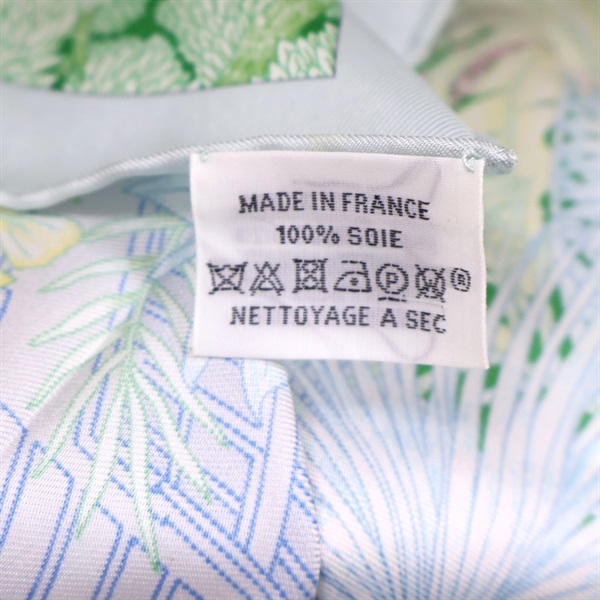 MADE IN FRANCE
100% SOIE
P W ®
NETTOYAGE A SEC